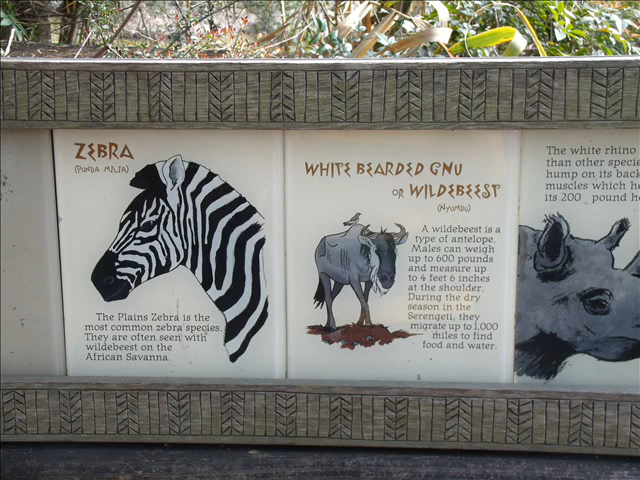 ZEBRA
(PUNDA MILIA)
The Plains Zebra is the
most common zebra species.
They are often seen with
wildebeest on the
African Savanna.
WHITE BEARDED GNU
OR WILDEBEEST
(NYUMBU)
A wildebeest is a
type of antelope.
Males can weigh
up to 600 pounds
and measure up
to 4 feet 6 inches
at the shoulder.
During the dry
season in the
Serengeti, they
migrate up to 1,000
miles to find
food and water.
The white rhino
than other specie
hump on its back
muscles which h
its 200 pound h